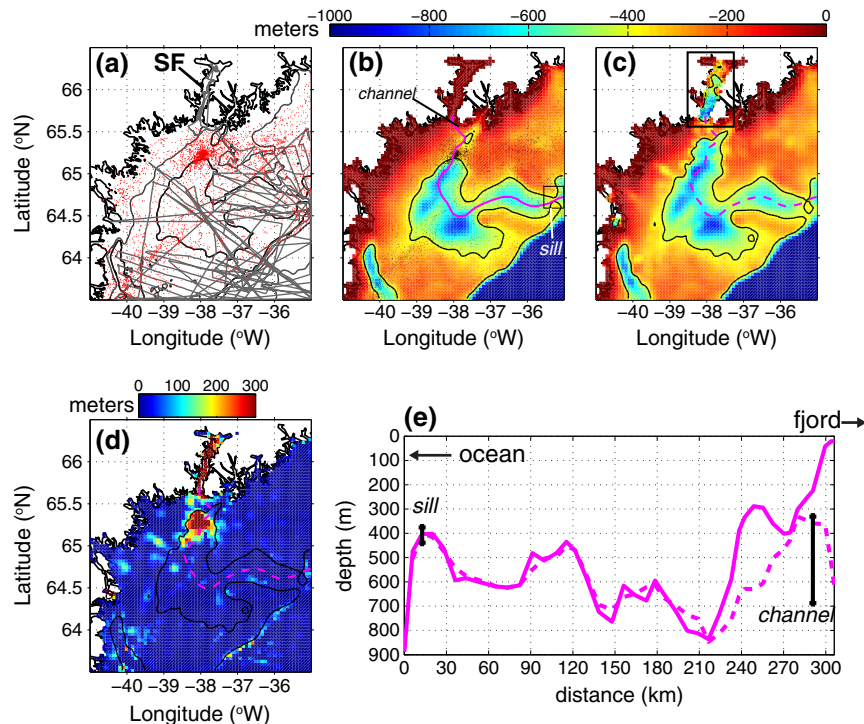 meters
−1000 −800 −600 −400 −200 0
(a)
SF
(b)
channel
sill
(c)
66
65.5
65
64.5
64
Latitude (°N)
−40 −39 −38 −37 −36
Longitude (°W)
−40 −39 −38 −37 −36
Longitude (°W)
−40 −39 −38 −37 −36
Longitude (°W)
0 100 200 300
meters
(d)
66
65.5
65
64.5
64
Latitude (°N)
−40 −39 −38 −37 −36
Longitude (°W)
(e)
fjord
ocean
sill
channel
0
100
200
300
400
500
600
700
800
900
depth (m)
0 30 60 90 120 150 180 210 240 270 300
distance (km)